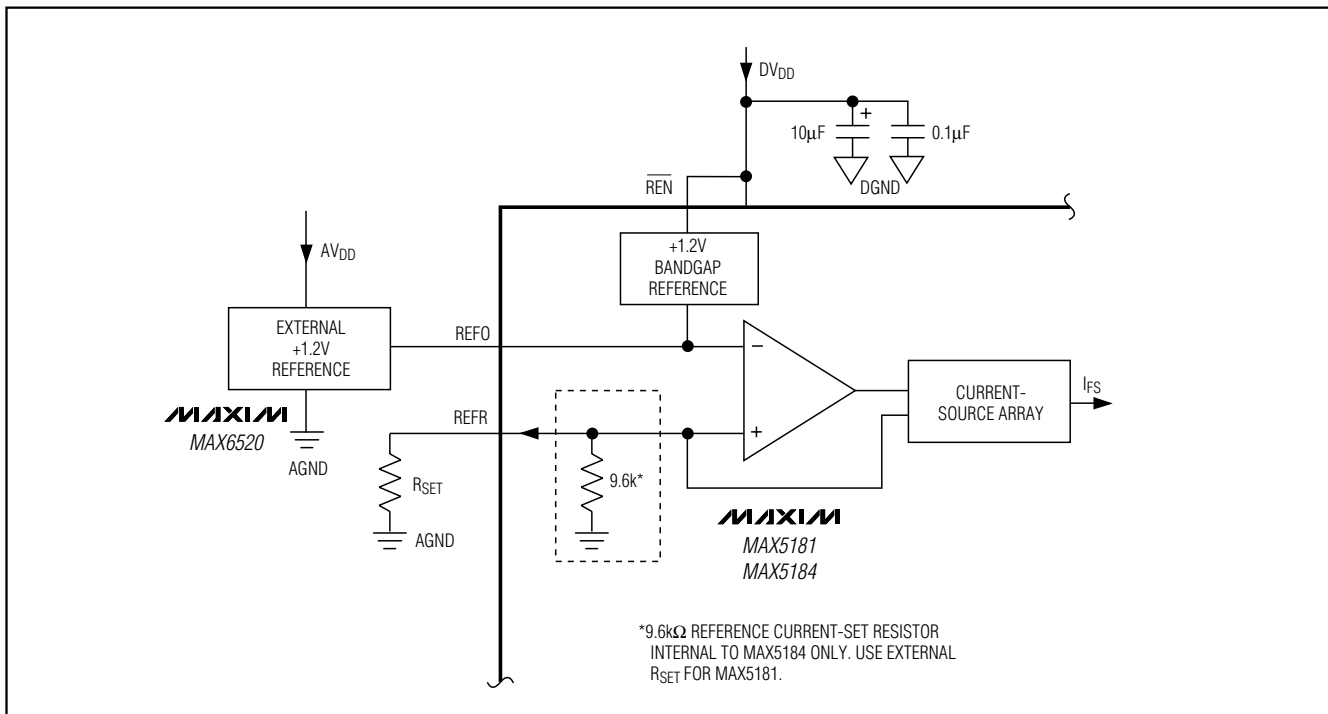 DVDD
10μF
+
0.1μF
REN
DGND
+1.2V
BANDGAP
REFERENCE
AVDD
EXTERNAL
+1.2V
REFERENCE
REFO
−
CURRENT-
SOURCE ARRAY
IFS
MAXIM
MAX6520
AGND
REFR
+
RSET
9.6k*
AGND
MAXIM
MAX5181
MAX5184
*9.6kΩ REFERENCE CURRENT-SET RESISTOR
INTERNAL TO MAX5184 ONLY. USE EXTERNAL
RSET FOR MAX5181.